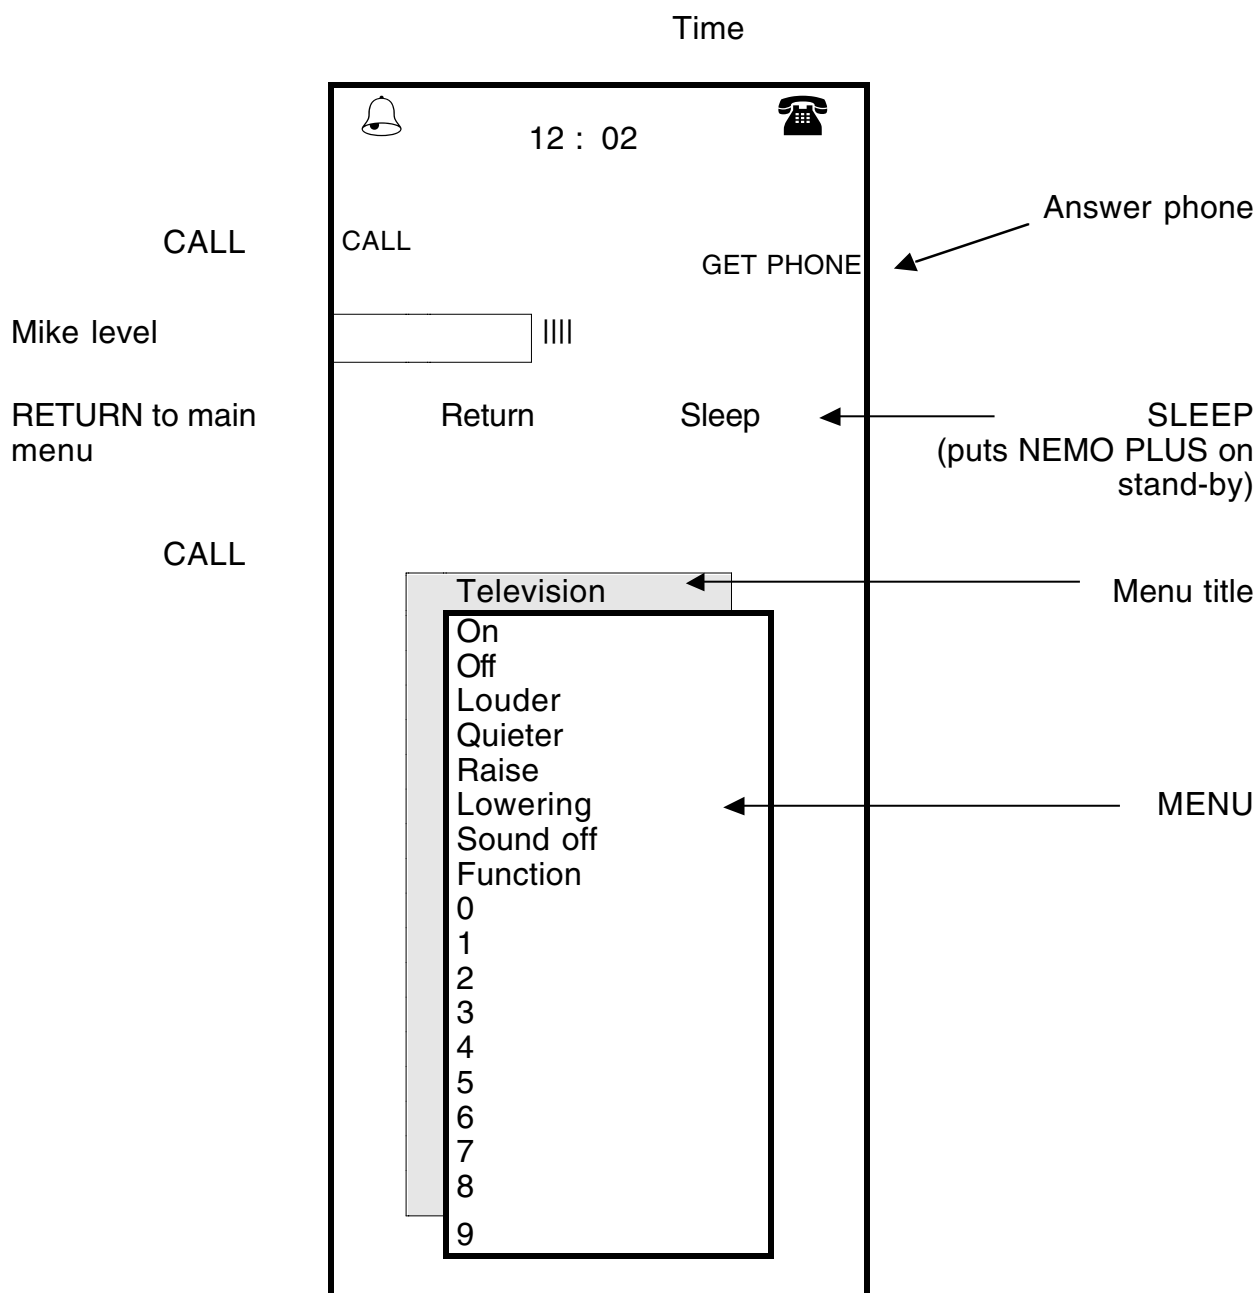 Time
12 : 02
Answer phone
CALL
CALL
GET PHONE
Mike level
||||
RETURN to main
menu
Return
Sleep
SLEEP
(puts NEMO PLUS on
stand-by)
CALL
Television
Menu title
On
Off
Louder
Quieter
Raise
Lowering
MENU
Sound off
Function
0
1
2
3
4
5
6
7
8
9